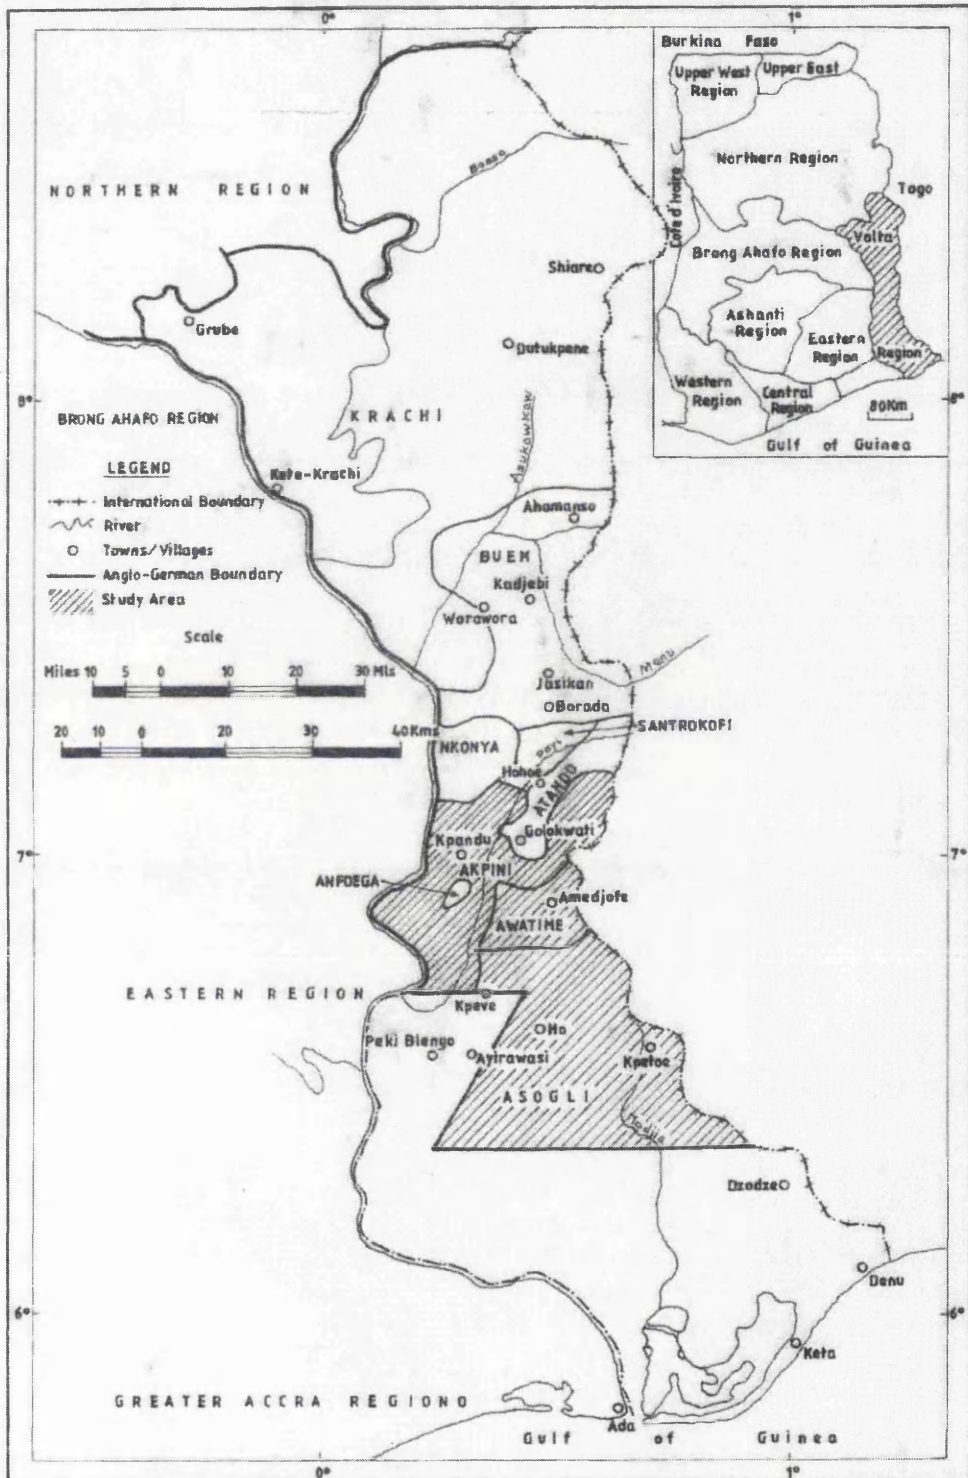 0°
1°
Burkina Faso
Upper West
Region
Upper East
Northern Region
Togo
Cote d'Ivoire
Volta
Brong Ahafo Region
Ashanti
Region
Eastern
Region
Region
Western
Region
Central
Region
80Km
Gulf of Guinea
NORTHERN REGION
Shiare
Grube
Dutukpene
8°
8°
BRONG AHAFO REGION
KRACHI
Asukawkaw
LEGEND
International Boundary
River
Towns/Villages
Anglo-German Boundary
Study Area
Kete-Krachi
Ahamanso
BUEM
Kadjebi
Worawora
Menu
Scale
Miles 10 5 0 10 20 30 Mls
20 10 0 10 20 30 40Kms
Jasikan
Borada
SANTROKOFI
NKONYA
Hohoe
ATANDO
Golokwati
Kpandu
7°
7°
AKPINI
ANFOEGA
Amedjofe
AWATIME
EASTERN REGION
Kpeve
Ho
Peki Blengo
Ayirawasi
Kpetoe
ASOGLI
Dzodze
Denu
6°
6°
Keta
GREATER ACCRA REGIONO
Ada
Gulf of Guinea
0°
1°